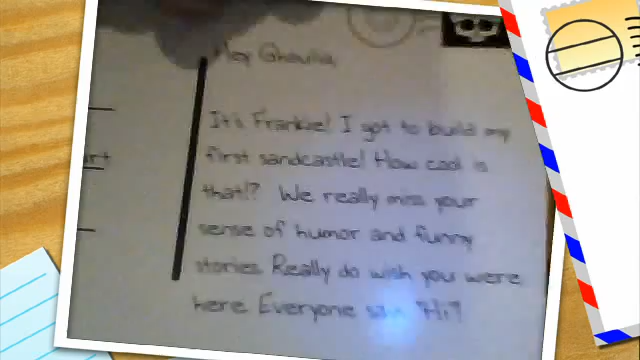 Hey Ghoulia,
It's Frankie! I got to build my
first sandcastle! How cool is
that!? We really miss your
sense of humor and funny
stories. Really do wish you were
here Everyone says "Hi"!